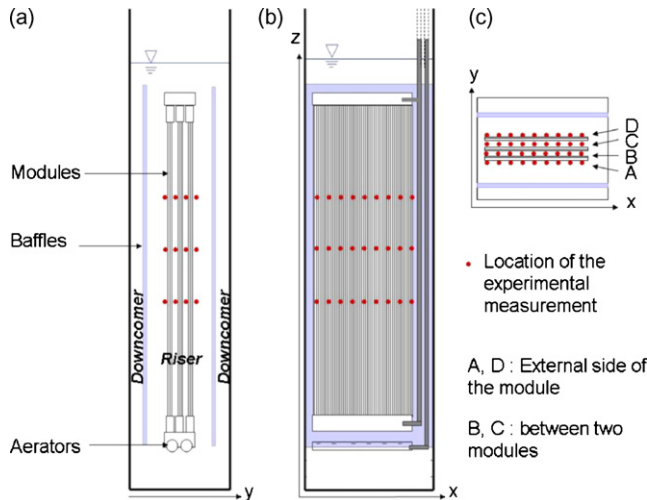 (a)
(b)
(c)
z
y
D
C
B
A
x
Modules
Baffles
Downcomer
Riser
Downcomer
Aerators
y
x
Location of the
experimental
measurement
A, D : External side of
the module
B, C : between two
modules